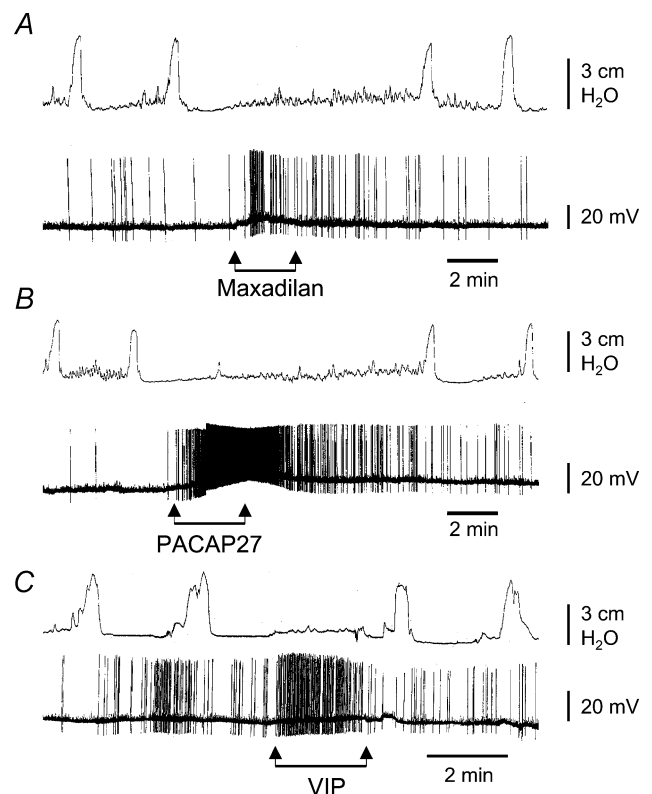 A
3 cm
H₂O
20 mV
2 min
Maxadilan
B
3 cm
H₂O
20 mV
2 min
PACAP27
C
3 cm
H₂O
20 mV
2 min
VIP